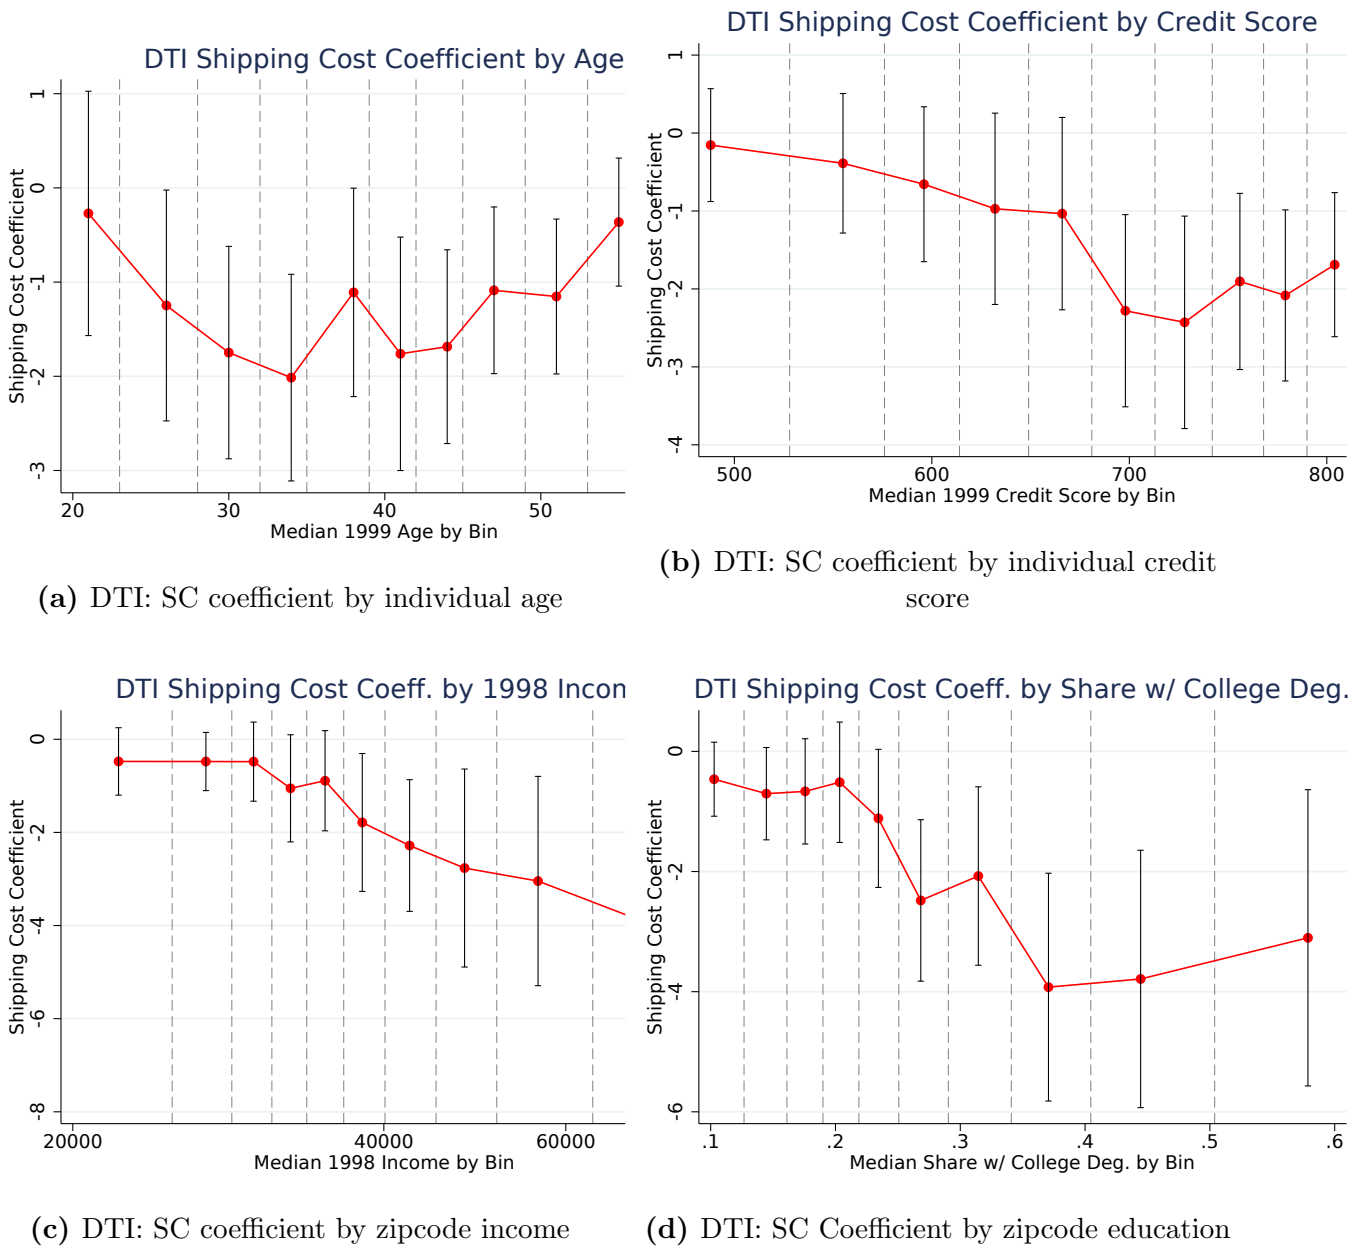 DTI Shipping Cost Coefficient by Age
Shipping Cost Coefficient
1
0
-1
-2
-3
20 30 40 50
Median 1999 Age by Bin
(a) DTI: SC coefficient by individual age
DTI Shipping Cost Coefficient by Credit Score
Shipping Cost Coefficient
1
0
-1
-2
-3
-4
500 600 700 800
Median 1999 Credit Score by Bin
(b) DTI: SC coefficient by individual credit
score
DTI Shipping Cost Coeff. by 1998 Incon
Shipping Cost Coefficient
0
-2
-4
-6
-8
20000 40000 60000
Median 1998 Income by Bin
(c) DTI: SC coefficient by zipcode income
DTI Shipping Cost Coeff. by Share w/ College Deg.
Shipping Cost Coefficient
0
-2
-4
-6
.1 .2 .3 .4 .5 .6
Median Share w/ College Deg. by Bin
(d) DTI: SC Coefficient by zipcode education